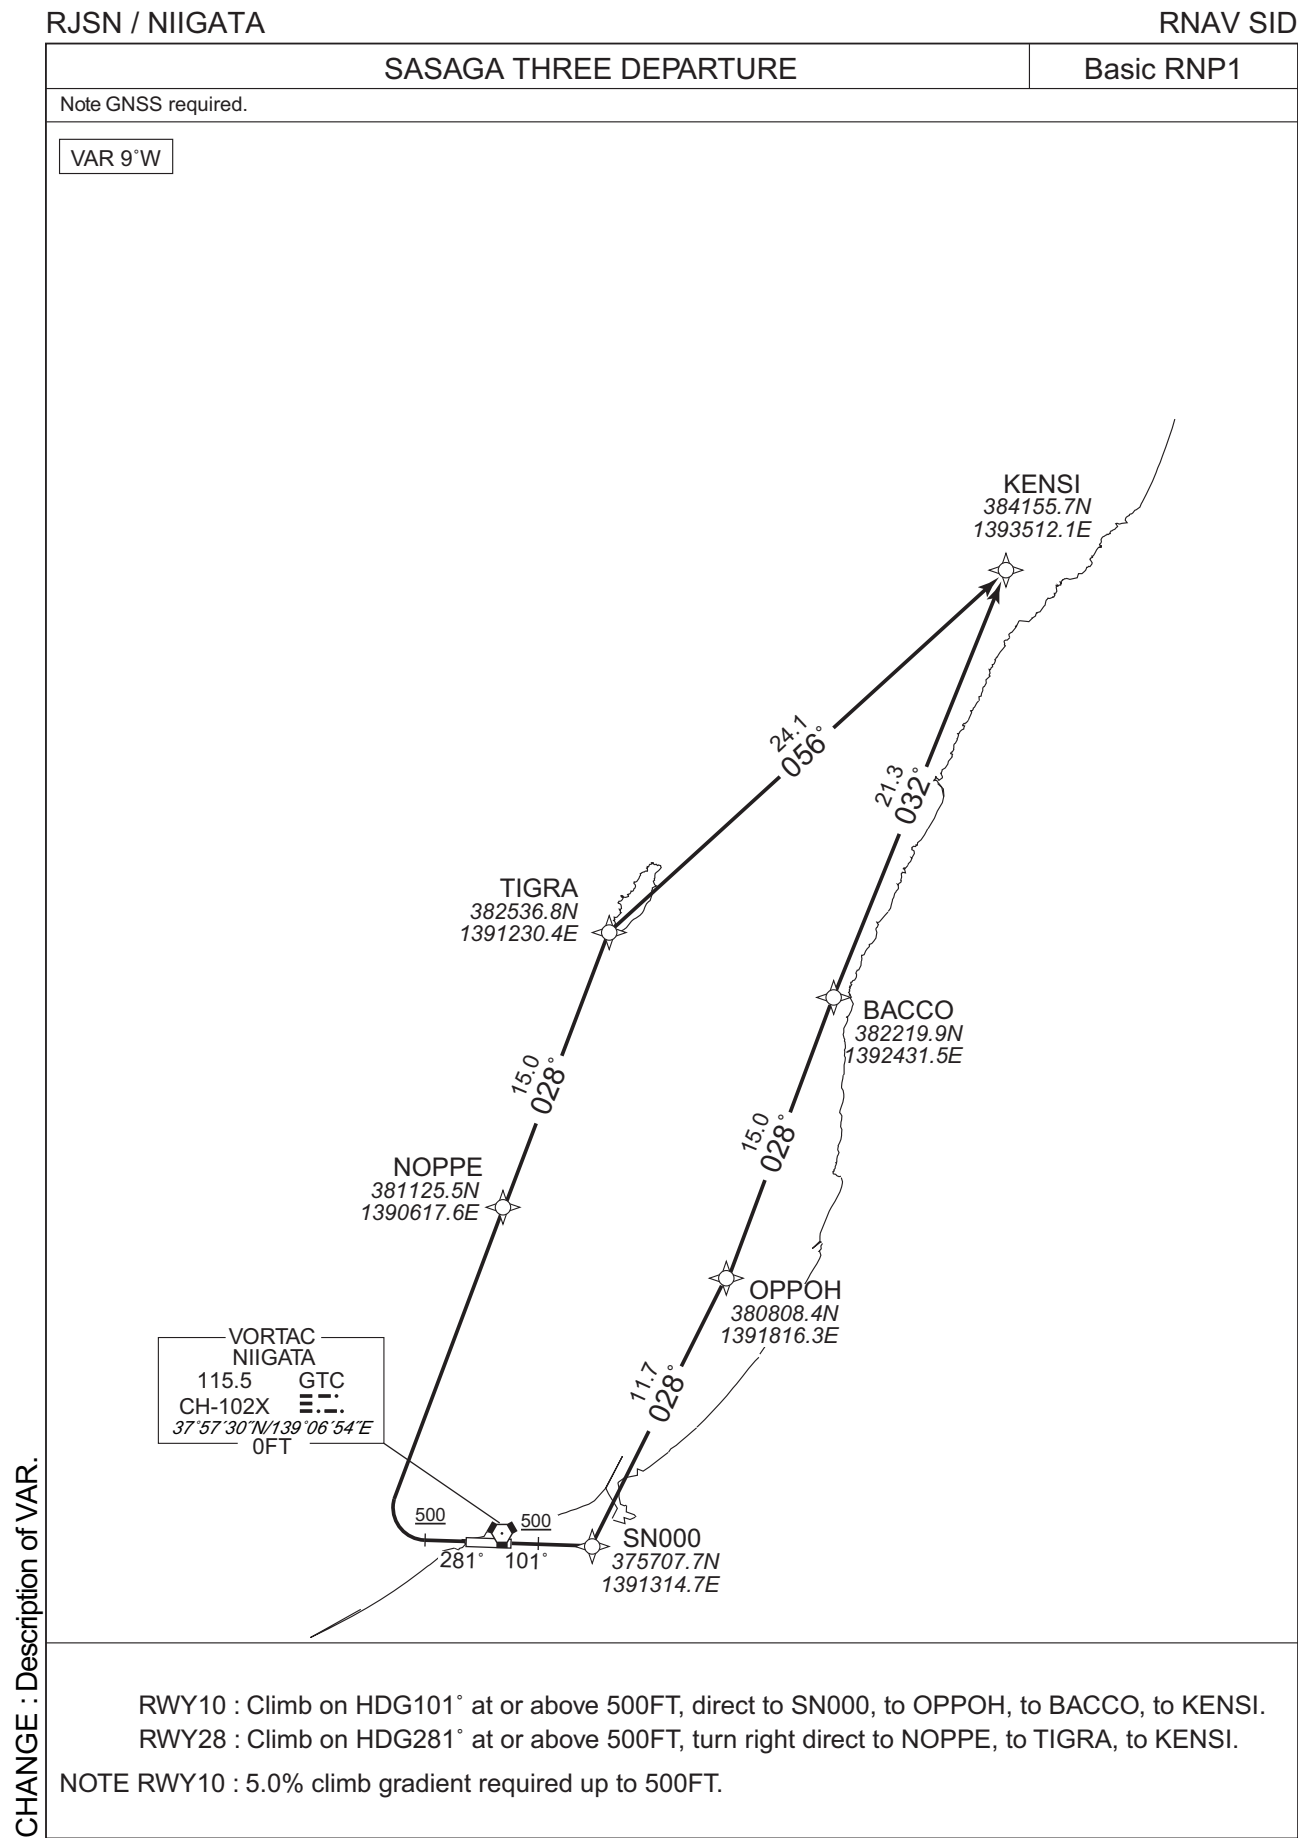 RJSN / NIIGATA
RNAV SID
SASAGA THREE DEPARTURE
Basic RNP1
Note GNSS required.
VAR 9˚W
KENSI
384155.7N
1393512.1E
24.1
056˚
21.3
032˚
TIGRA
382536.8N
1391230.4E
BACCO
382219.9N
1392431.5E
15.0
028˚
15.0
028˚
NOPPE
381125.5N
1390617.6E
OPPOH
380808.4N
1391816.3E
VORTAC
NIIGATA
115.5 GTC
CH-102X
37˚57´30˝N/139˚06´54˝E
0FT
11.7
028˚
500
500
281˚ 101˚
SN000
375707.7N
1391314.7E
RWY10 : Climb on HDG101˚ at or above 500FT, direct to SN000, to OPPOH, to BACCO, to KENSI.
RWY28 : Climb on HDG281˚ at or above 500FT, turn right direct to NOPPE, to TIGRA, to KENSI.
NOTE RWY10 : 5.0% climb gradient required up to 500FT.
CHANGE : Description of VAR.